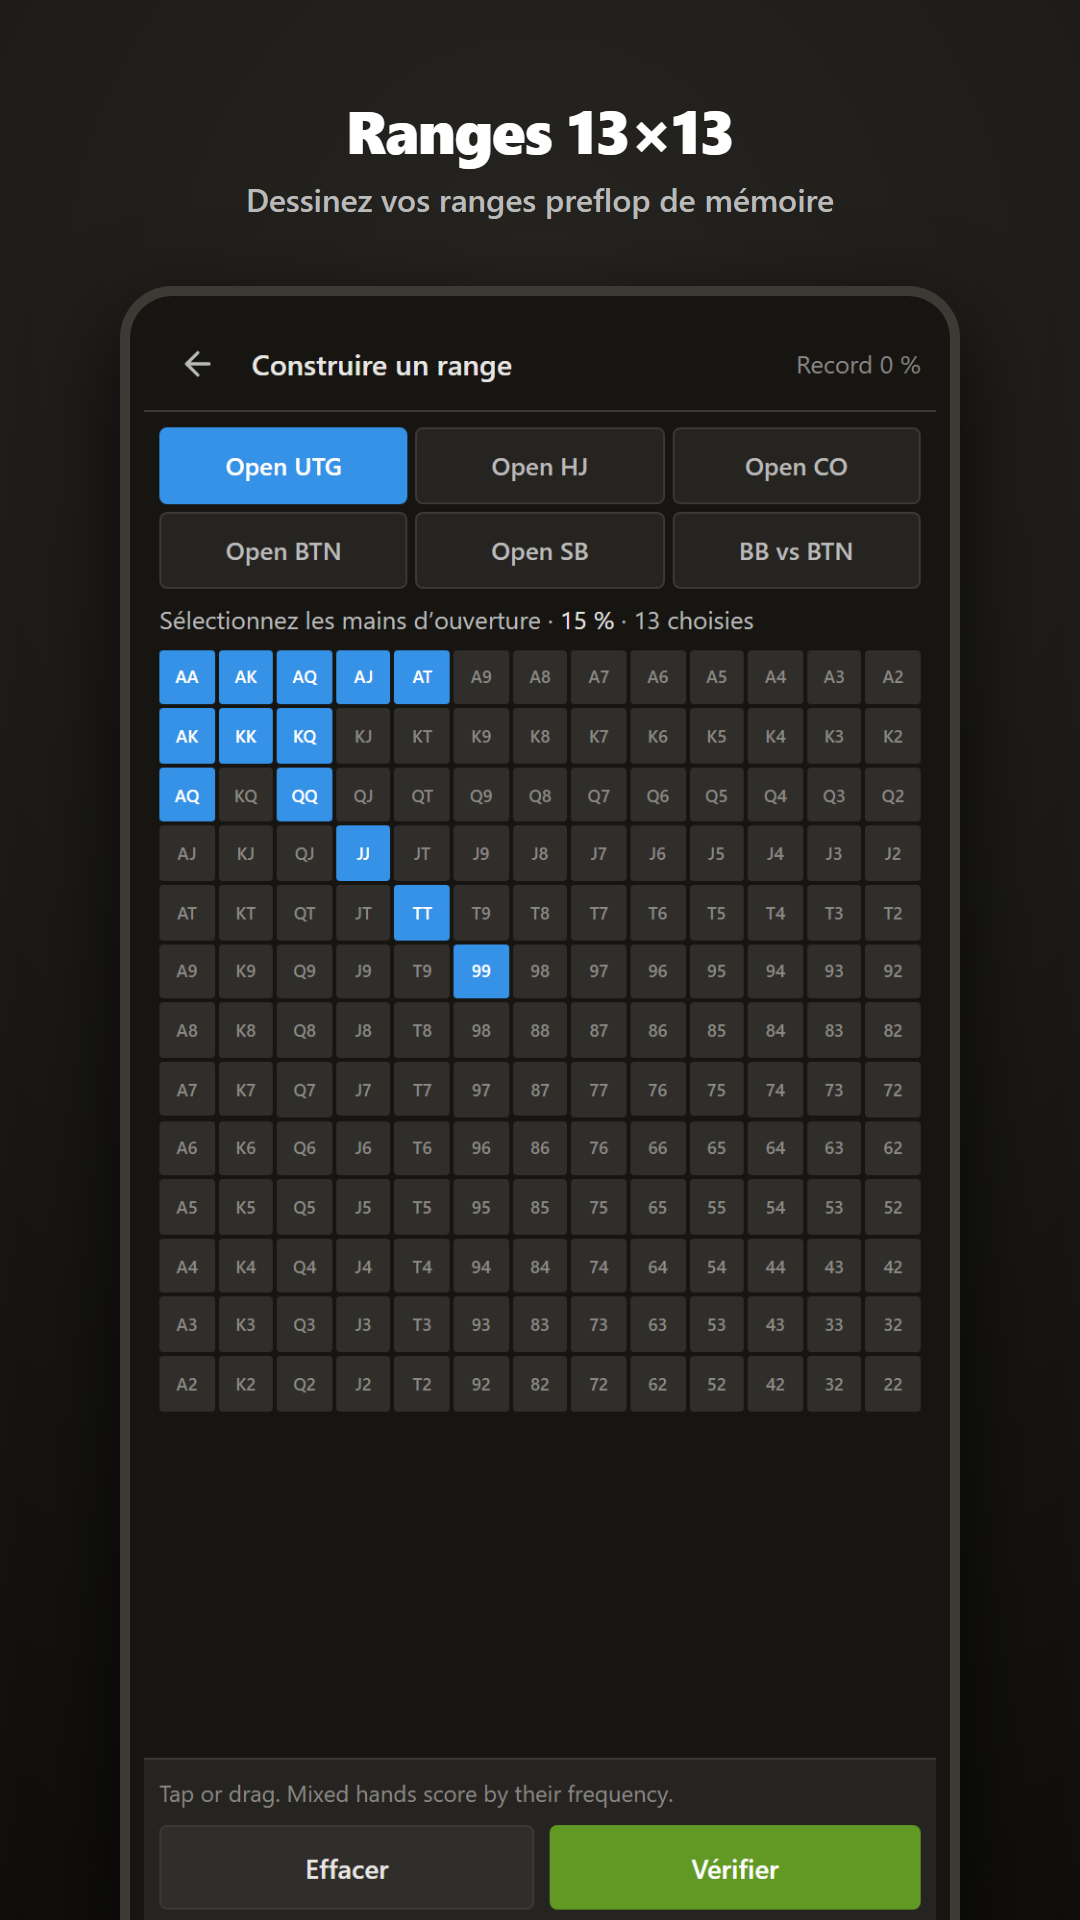 Ranges 13×13
Dessinez vos ranges preflop de mémoire
Construire un range
Record 0 %
Open UTG Open HJ Open CO
Open BTN Open SB BB vs BTN
Sélectionnez les mains d’ouverture · 15 % · 13 choisies
AA AK AQ AJ AT A9 A8 A7 A6 A5 A4 A3 A2
AK KK KQ KJ KT K9 K8 K7 K6 K5 K4 K3 K2
AQ KQ QQ QJ QT Q9 Q8 Q7 Q6 Q5 Q4 Q3 Q2
AJ KJ QJ JJ JT J9 J8 J7 J6 J5 J4 J3 J2
AT KT QT JT TT T9 T8 T7 T6 T5 T4 T3 T2
A9 K9 Q9 J9 T9 99 98 97 96 95 94 93 92
A8 K8 Q8 J8 T8 98 88 87 86 85 84 83 82
A7 K7 Q7 J7 T7 97 87 77 76 75 74 73 72
A6 K6 Q6 J6 T6 96 86 76 66 65 64 63 62
A5 K5 Q5 J5 T5 95 85 75 65 55 54 53 52
A4 K4 Q4 J4 T4 94 84 74 64 54 44 43 42
A3 K3 Q3 J3 T3 93 83 73 63 53 43 33 32
A2 K2 Q2 J2 T2 92 82 72 62 52 42 32 22
Tap or drag. Mixed hands score by their frequency.
Effacer Vérifier